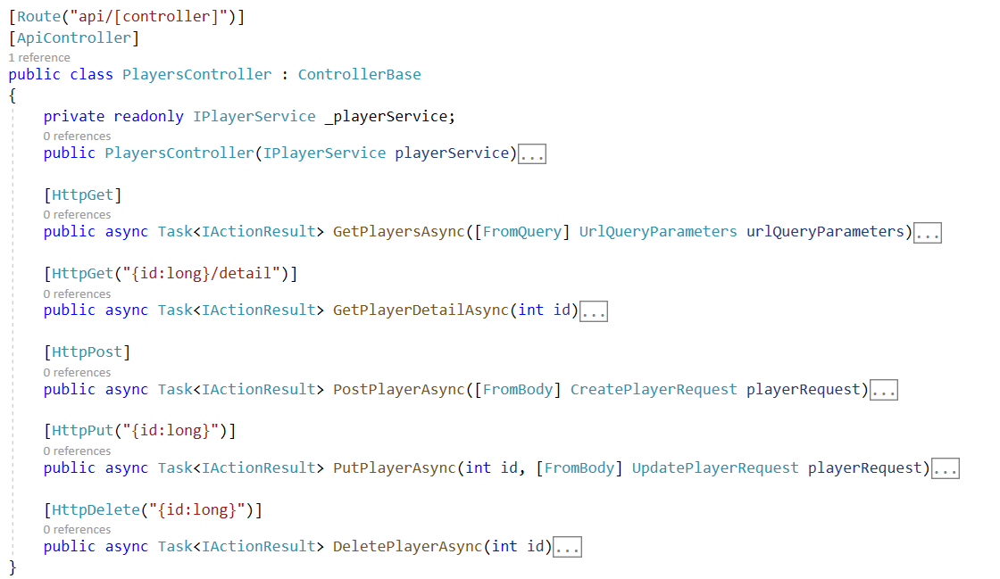 [Route("api/[controller]")]
[ApiController]
1 reference
public class PlayersController : ControllerBase
{
private readonly IPlayerService _playerService;
0 references
public PlayersController(IPlayerService playerService)...
[HttpGet]
0 references
public async Task<IActionResult> GetPlayersAsync([FromQuery] UrlQueryParameters urlQueryParameters)...
[HttpGet("{id:long}/detail")]
0 references
public async Task<IActionResult> GetPlayerDetailAsync(int id)...
[HttpPost]
0 references
public async Task<IActionResult> PostPlayerAsync([FromBody] CreatePlayerRequest playerRequest)...
[HttpPut("{id:long}")]
0 references
public async Task<IActionResult> PutPlayerAsync(int id, [FromBody] UpdatePlayerRequest playerRequest)...
[HttpDelete("{id:long}")]
0 references
public async Task<IActionResult> DeletePlayerAsync(int id)...
}